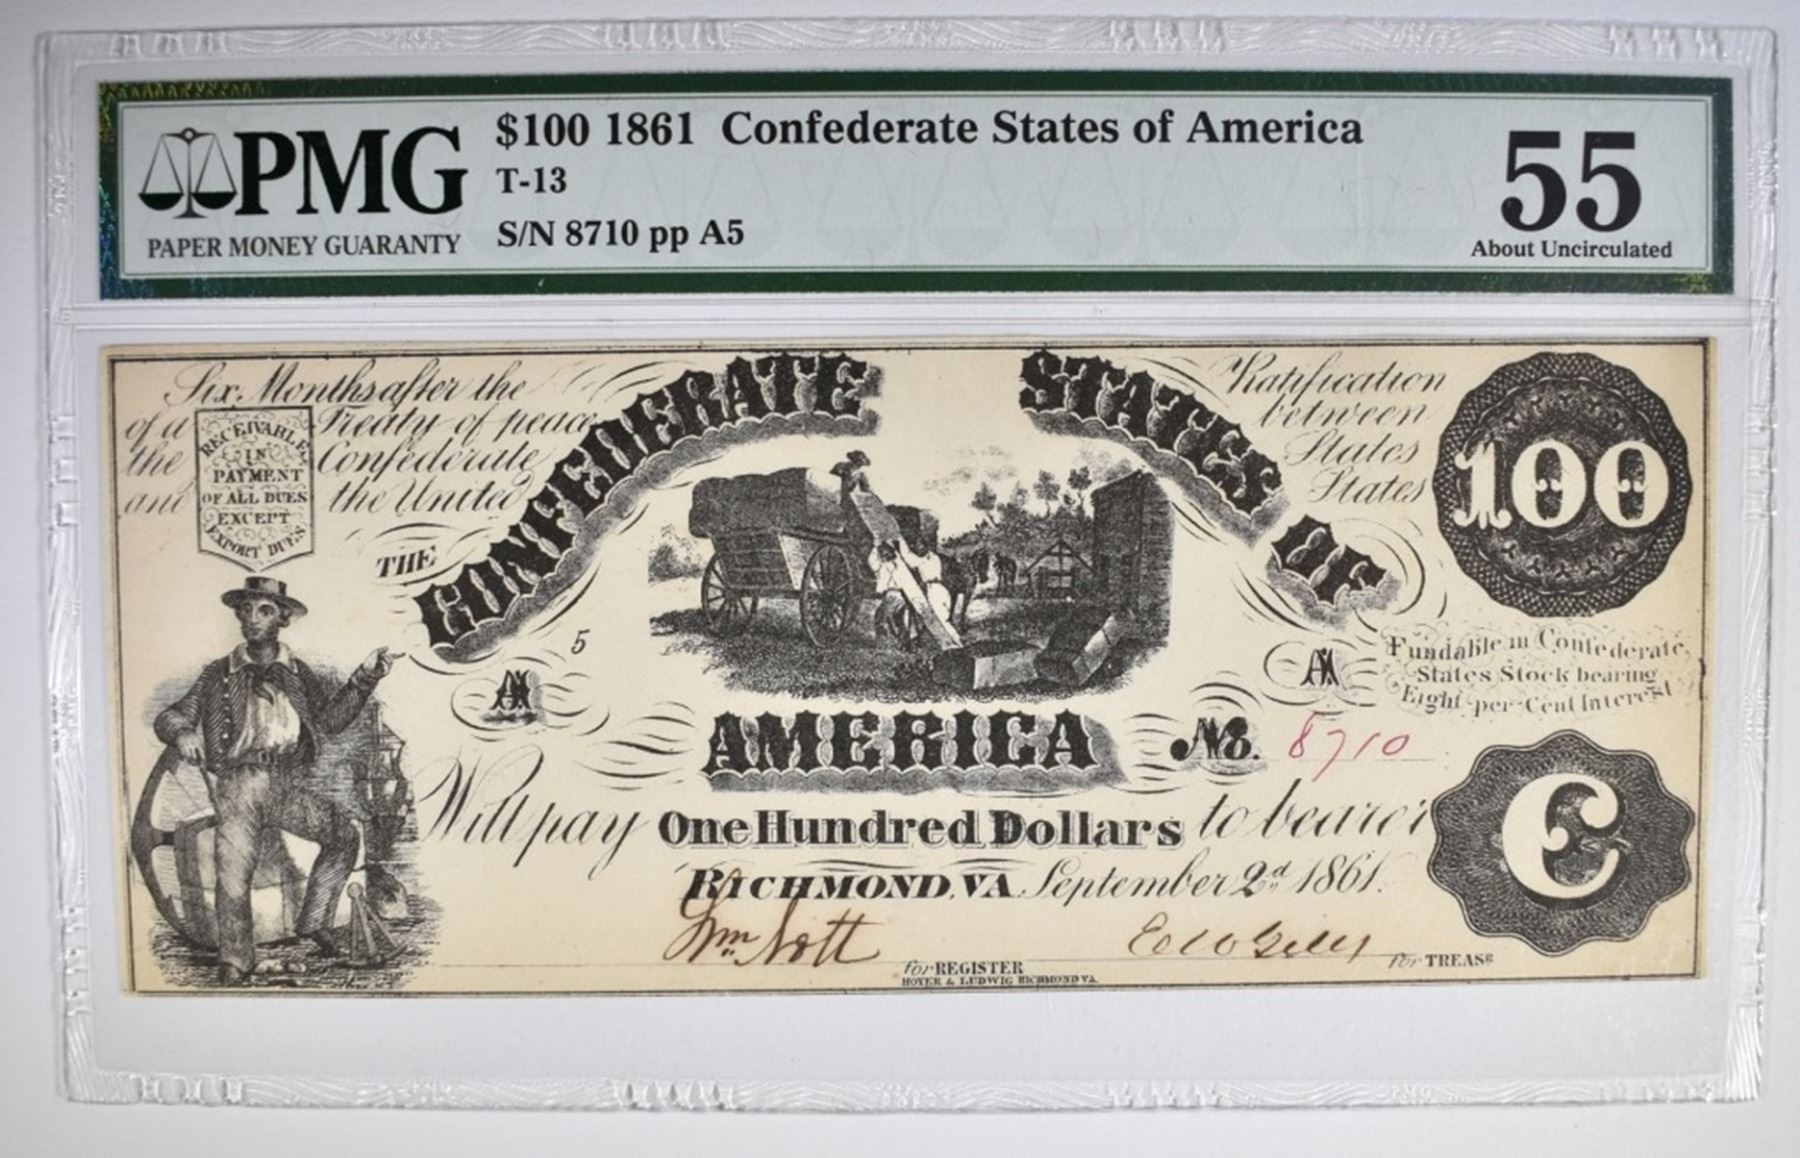 PMG
PAPER MONEY GUARANTY
$100 1861 Confederate States of America
T-13
S/N 8710 pp A5
55
About Uncirculated
Six Months after the Ratification
of a Treaty of peace between
the Confederate States
and the United States
RECEIVABLE
IN
PAYMENT
OF ALL DUES
EXCEPT
EXPORT DUES
100
THE CONFEDERATE STATES OF
AMERICA
5
A1
A1
Fundable in Confederate
States Stock bearing
Eight per Cent Interest
No. 8710
Will pay One Hundred Dollars to bearer
C
RICHMOND, VA September 2d 1861.
Wm Nott
for REGISTER
for TREASR
HOYER & LUDWIG RICHMOND VA.